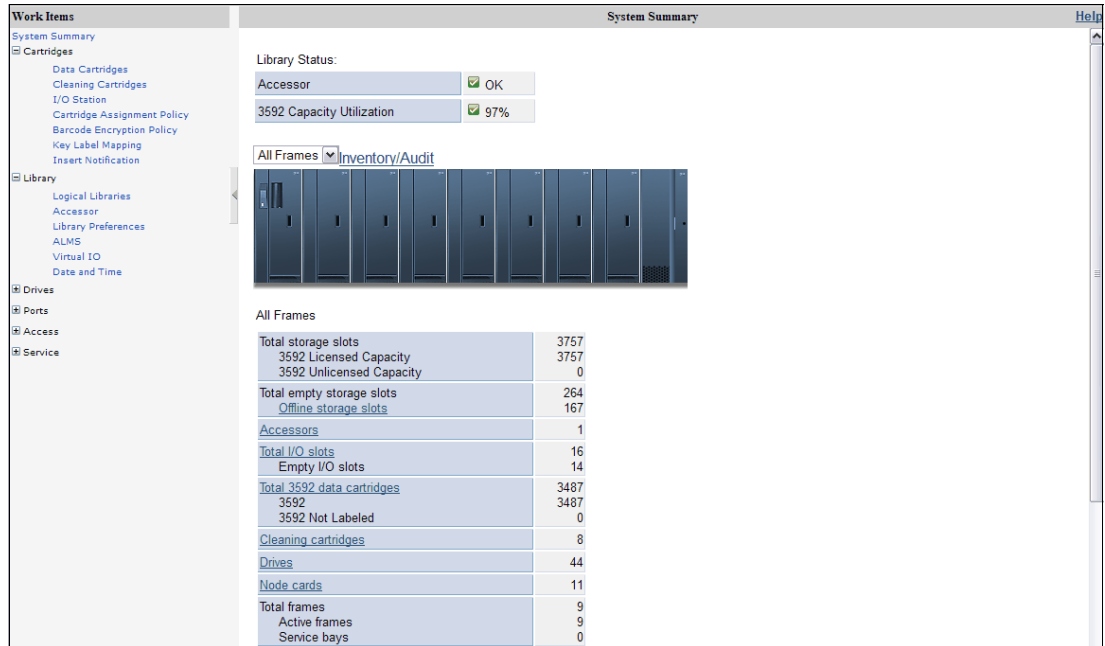 Work Items
System Summary
Help
System Summary
Cartridges
Data Cartridges
Cleaning Cartridges
I/O Station
Cartridge Assignment Policy
Barcode Encryption Policy
Key Label Mapping
Insert Notification
Library
Logical Libraries
Accessor
Library Preferences
ALMS
Virtual IO
Date and Time
Drives
Ports
Access
Service
Library Status:
Accessor OK
3592 Capacity Utilization 97%
All Frames Inventory/Audit
All Frames
Total storage slots 3757
3592 Licensed Capacity 3757
3592 Unlicensed Capacity 0
Total empty storage slots 264
Offline storage slots 167
Accessors 1
Total I/O slots 16
Empty I/O slots 14
Total 3592 data cartridges 3487
3592 3487
3592 Not Labeled 0
Cleaning cartridges 8
Drives 44
Node cards 11
Total frames 9
Active frames 9
Service bays 0